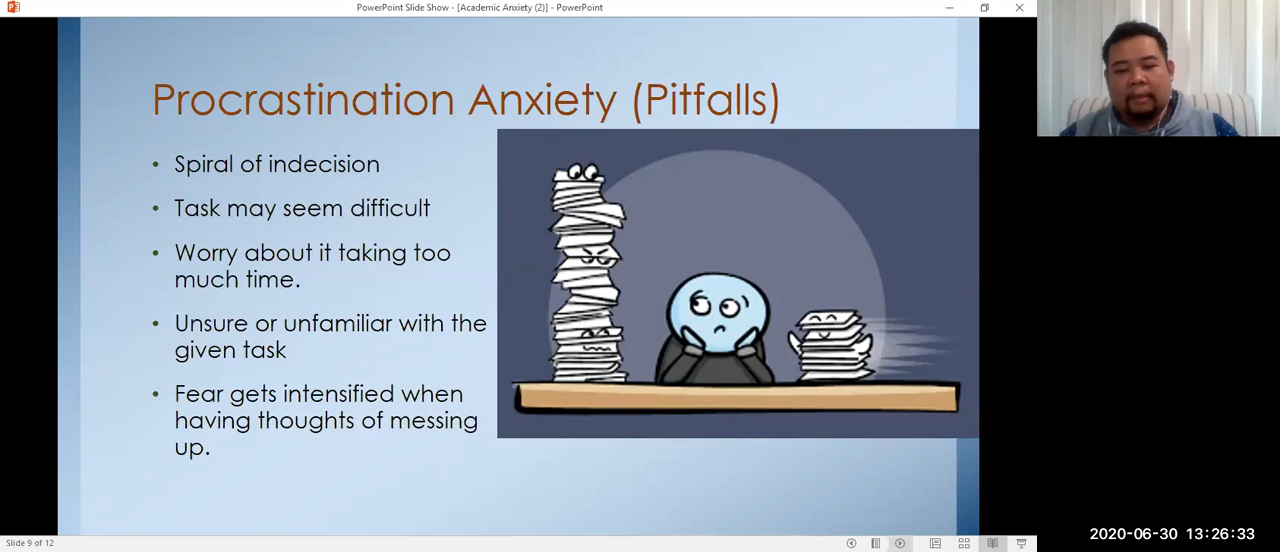 PowerPoint Slide Show - [Academic Anxiety (2)] - PowerPoint
Procrastination Anxiety (Pitfalls)
• Spiral of indecision
• Task may seem difficult
• Worry about it taking too
much time.
• Unsure or unfamiliar with the
given task
• Fear gets intensified when
having thoughts of messing
up.
Slide 9 of 12
2020-06-30 13:26:33